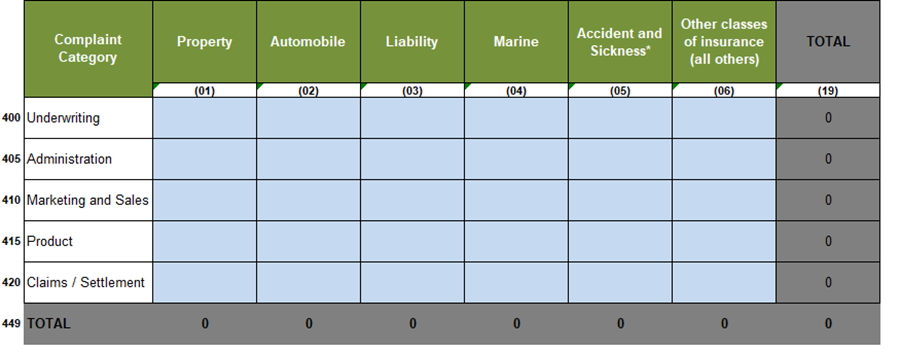 Complaint Category Property Automobile Liability Marine Accident and Sickness* Other classes of insurance (all others) TOTAL
(01) (02) (03) (04) (05) (06) (19)
400 Underwriting 0
405 Administration 0
410 Marketing and Sales 0
415 Product 0
420 Claims / Settlement 0
449 TOTAL 0 0 0 0 0 0 0